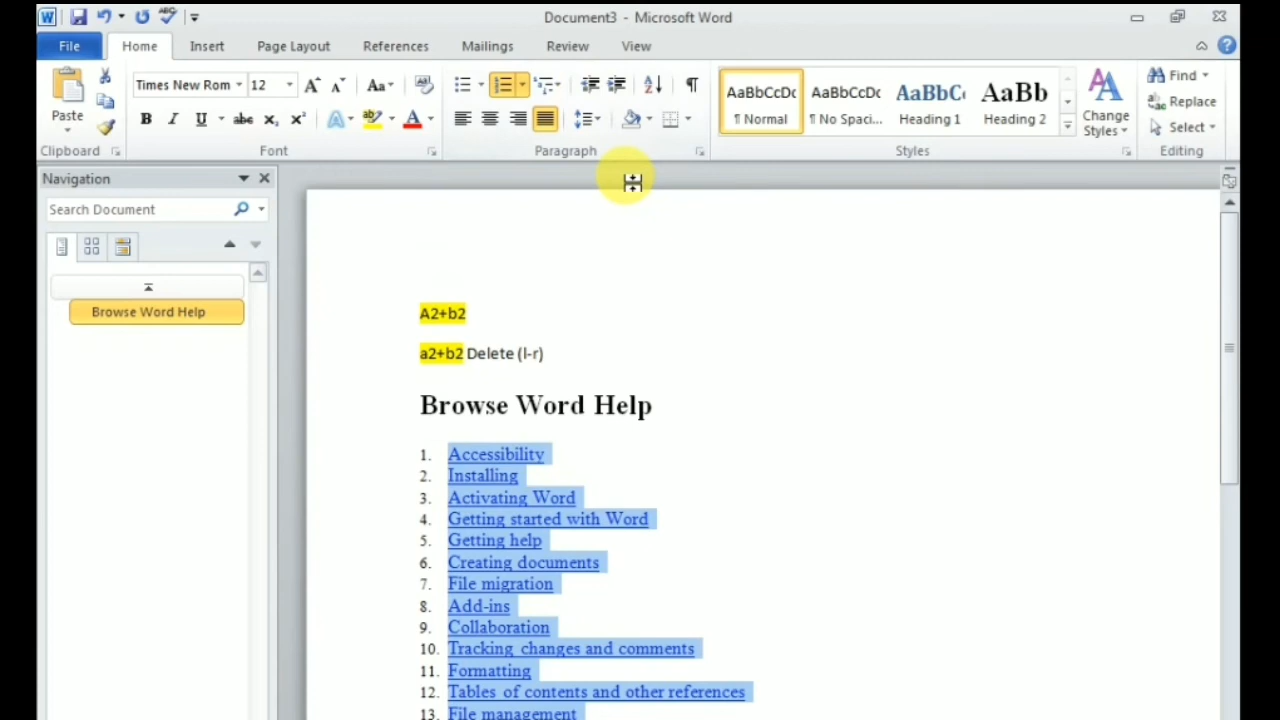 Document3 - Microsoft Word
File Home Insert Page Layout References Mailings Review View
Times New Rom 12 Aa
AaBbCcDc AaBbCcDc AaBbC AaBb
¶ Normal ¶ No Spaci... Heading 1 Heading 2
Paste
Change Styles
Find
Replace
Select
B I U abc x₂ x² A ab A
Clipboard Font Paragraph Styles Editing
Navigation
Search Document
Browse Word Help
A2+b2
a2+b2 Delete (l-r)
Browse Word Help
1. Accessibility
2. Installing
3. Activating Word
4. Getting started with Word
5. Getting help
6. Creating documents
7. File migration
8. Add-ins
9. Collaboration
10. Tracking changes and comments
11. Formatting
12. Tables of contents and other references
13. File management